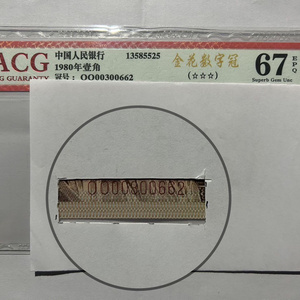 ACG
G GUARANTY
中国人民银行 13585525
1980年壹角
冠号：OO00300662
金花数字冠
(☆☆☆)
67 EPQ
Superb Gem Unc
OO00300662